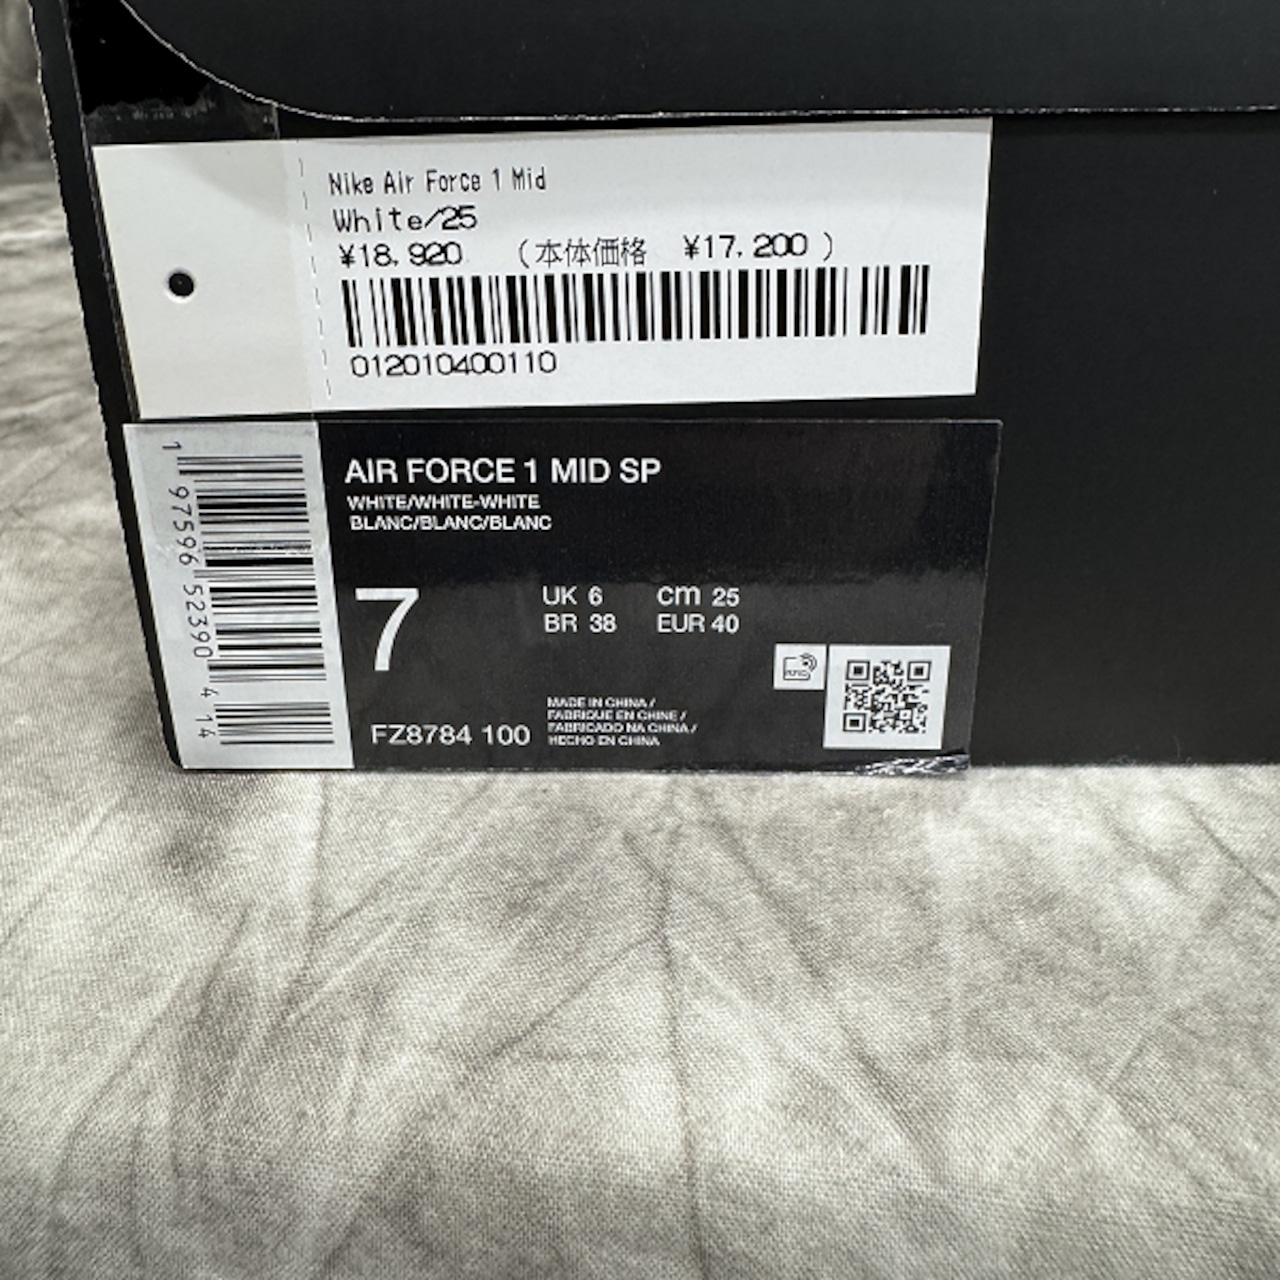 Nike Air Force 1 Mid
White/25
¥18,920 (本体価格 ¥17,200)
012010400110
1 97596 52390 4 14
AIR FORCE 1 MID SP
WHITE/WHITE-WHITE
BLANC/BLANC/BLANC
7
UK 6 cm 25
BR 38 EUR 40
FZ8784 100
MADE IN CHINA /
FABRIQUE EN CHINE /
FABRICADO NA CHINA /
HECHO EN CHINA